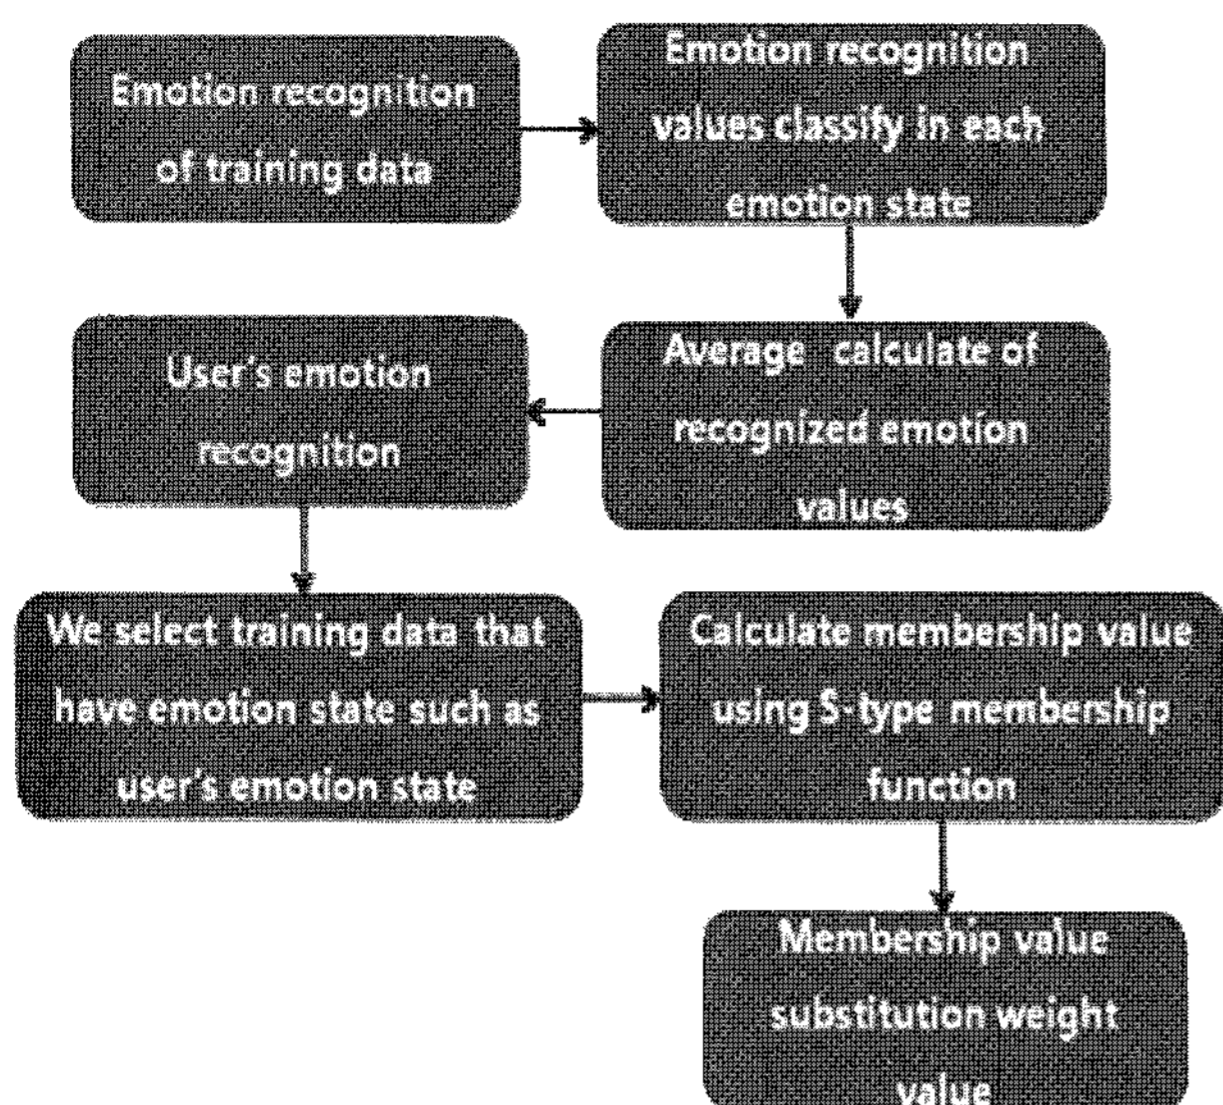 Emotion recognition
of training data
Emotion recognition
values classify in each
emotion state
User's emotion
recognition
Average calculate of
recognized emotion
values
We select training data that
have emotion state such as
user's emotion state
Calculate membership value
using S-type membership
function
Membership value
substitution weight
value